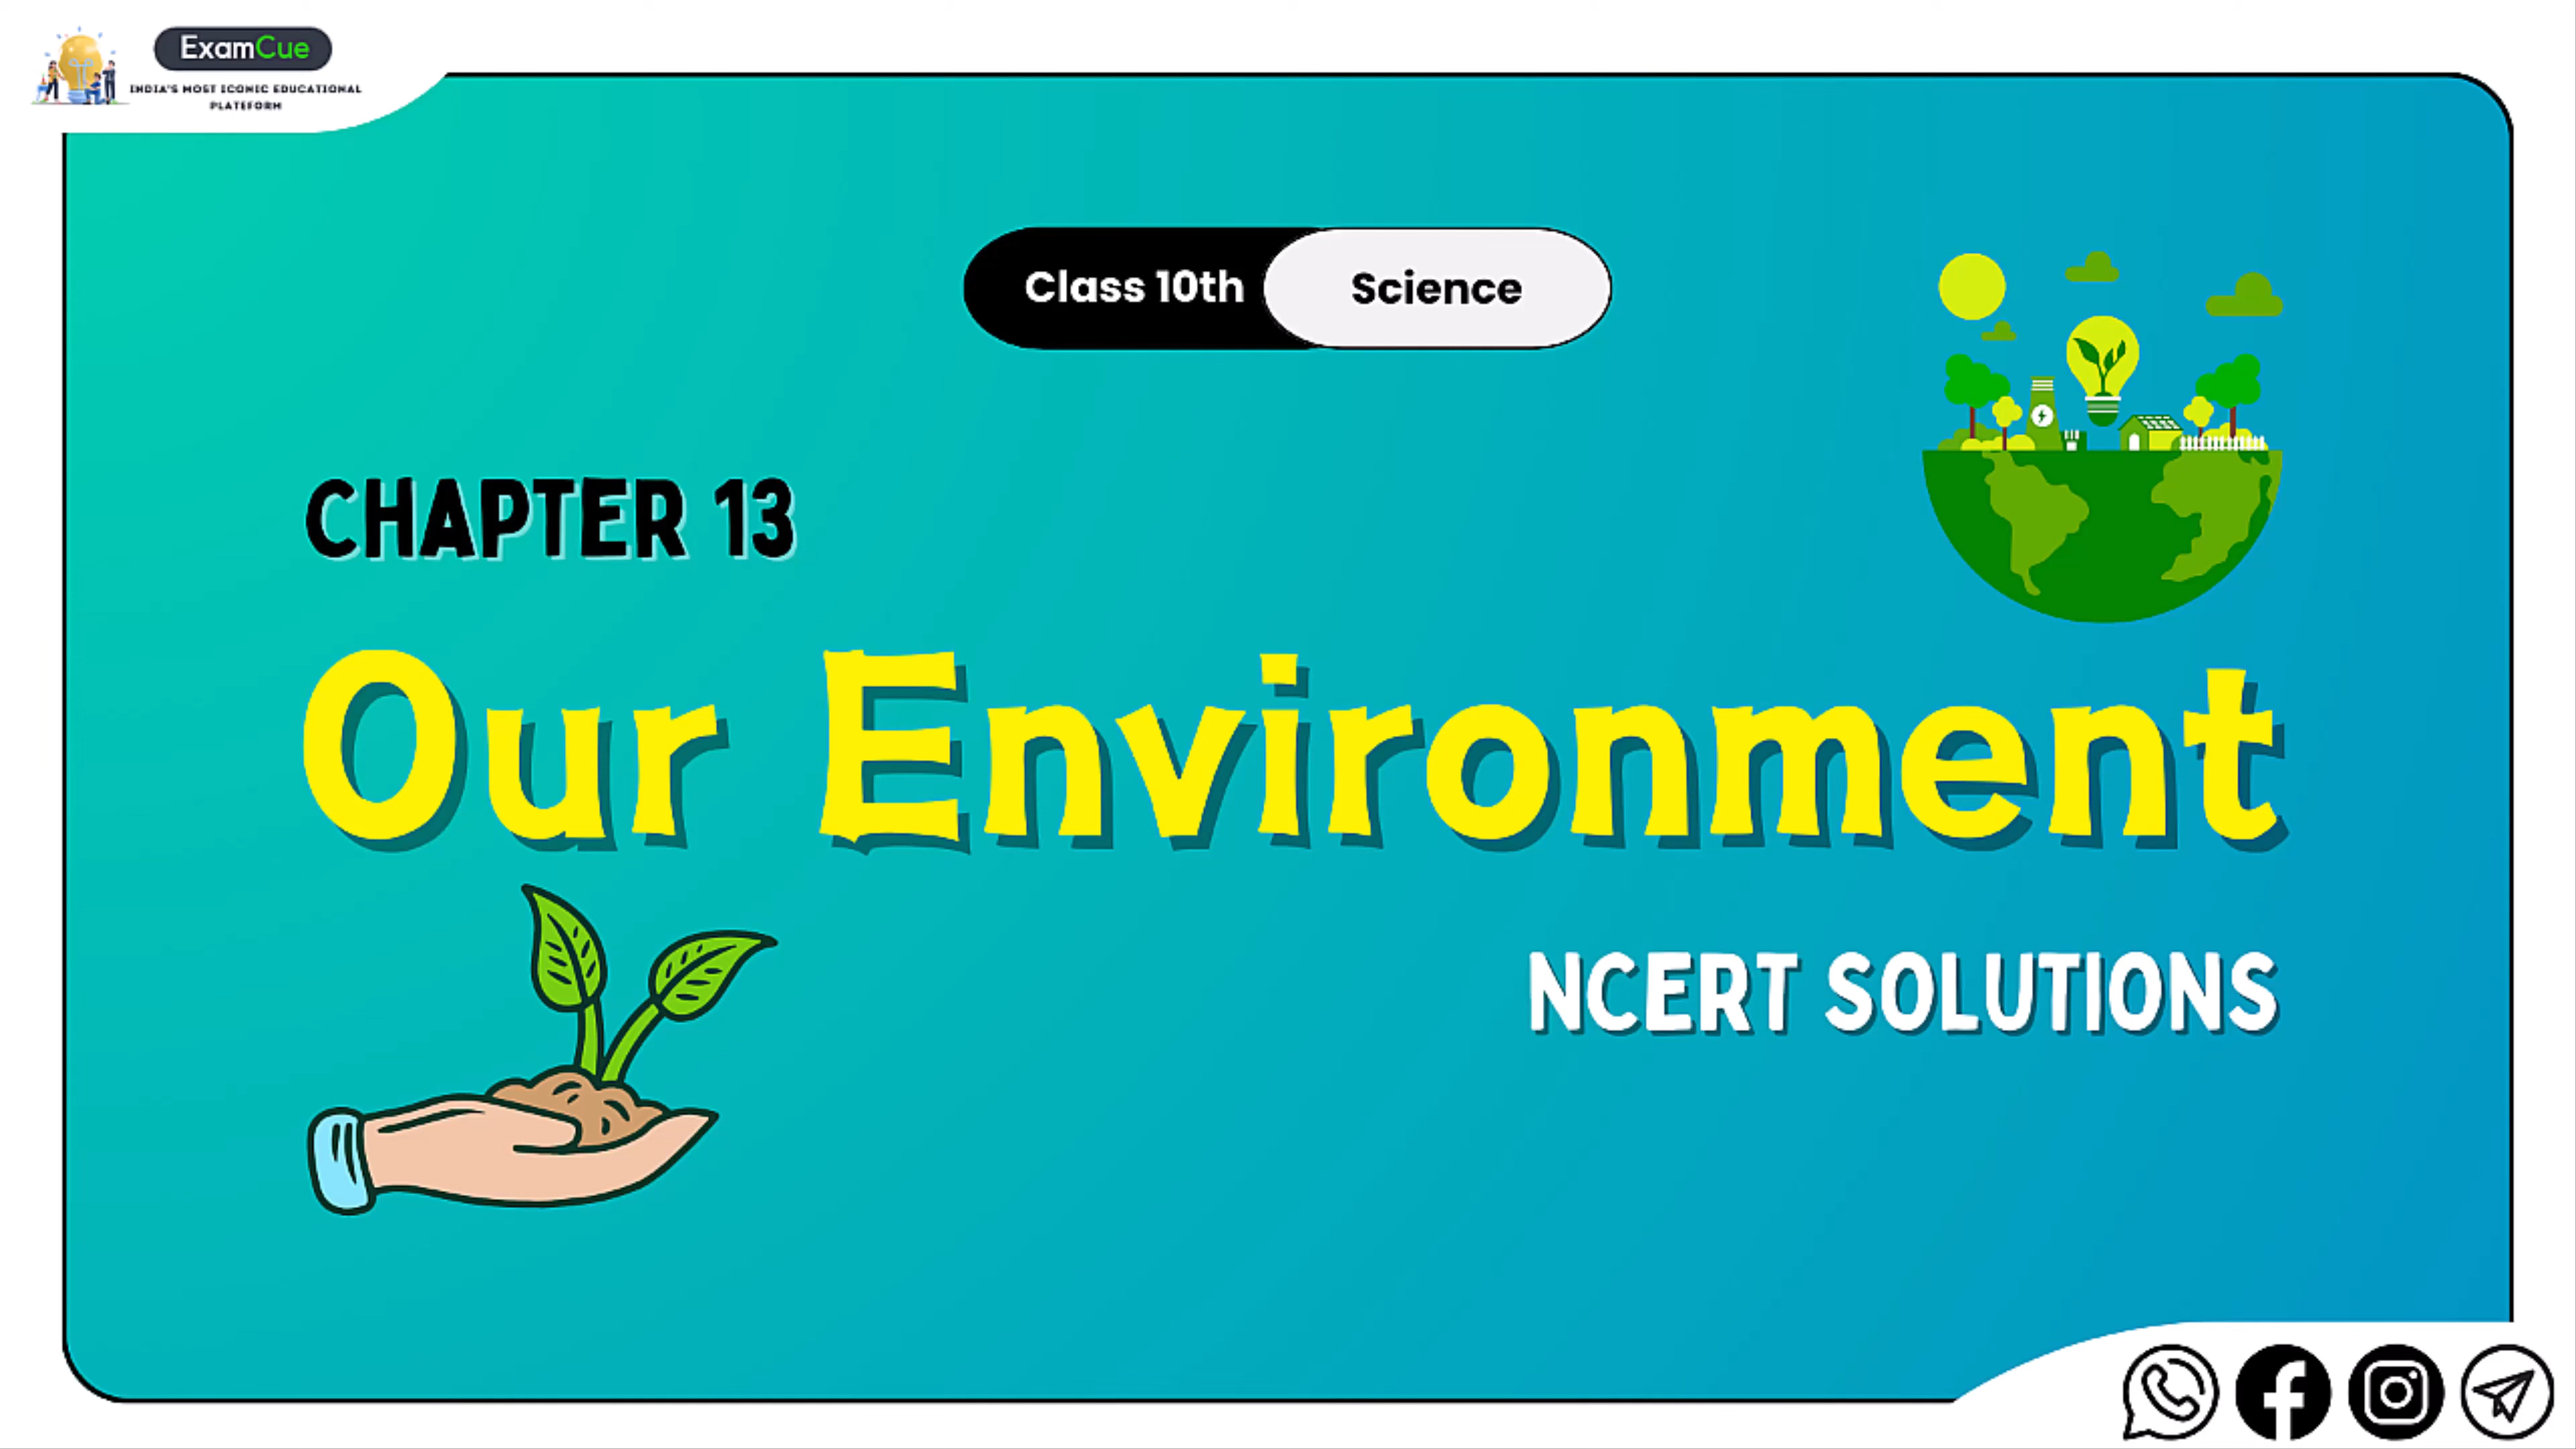 ExamCue
INDIA'S MOST ICONIC EDUCATIONAL
PLATEFORM
Class 10th Science
CHAPTER 13
Our Environment
NCERT SOLUTIONS